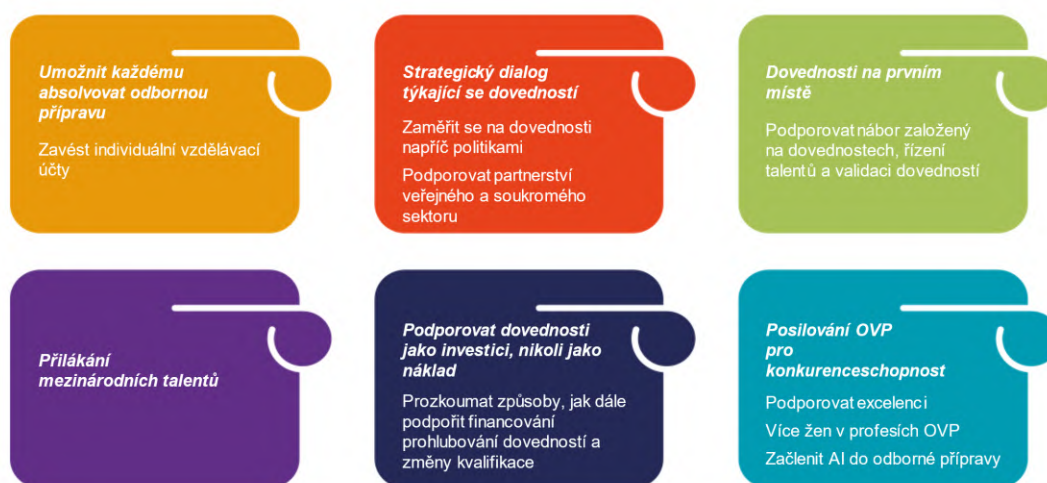 Umožnit každému
absolvovat odbornou
přípravu
Zavést individuální vzdělávací
účty
Strategický dialog
týkající se dovedností
Zaměřit se na dovednosti
napříč politikami
Podporovat partnerství
veřejného a soukromého
sektoru
Dovednosti na prvním
místě
Podporovat nábor založený
na dovednostech, řízení
talentů a validaci dovedností
Přilákání
mezinárodních talentů
Podporovat dovednosti
jako investici, nikoli jako
náklad
Prozkoumat způsoby, jak dále
podpořit financování
prohlubování dovedností a
změny kvalifikace
Posilování OVP
pro
konkurenceschopnost
Podporovat excelenci
Více žen v profesích OVP
Začlenit AI do odborné přípravy